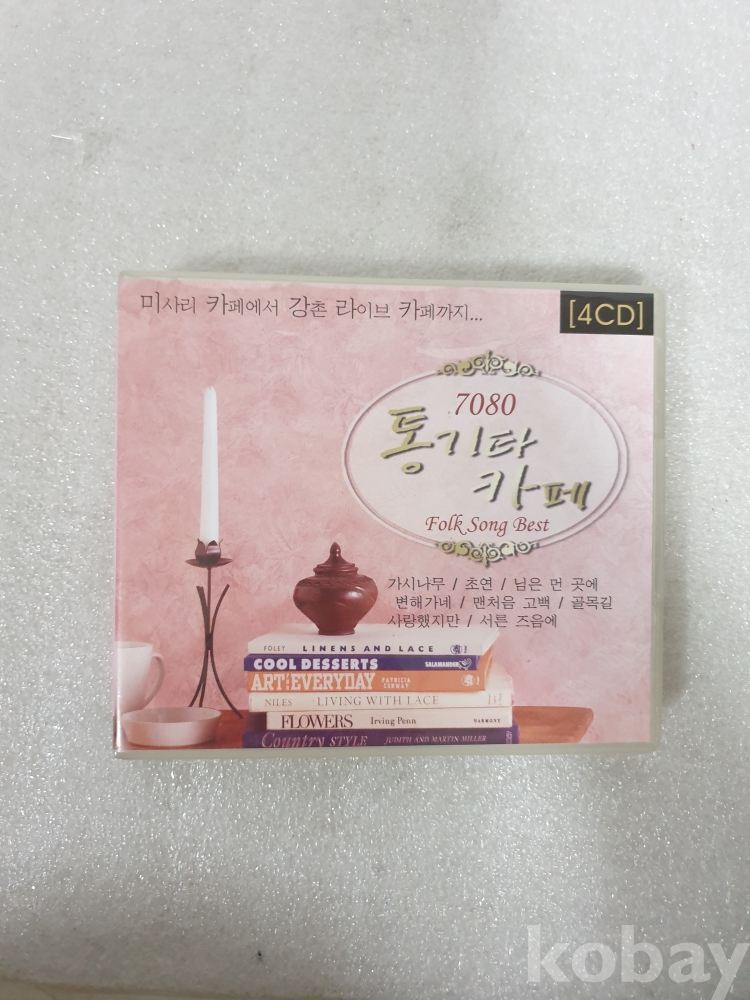 미사리 카페에서 강촌 라이브 카페까지...
[4CD]
7080
통기타
카페
Folk Song Best
가시나무 / 초연 / 님은 먼 곳에
변해가네 / 맨처음 고백 / 골목길
사랑했지만 / 서른 즈음에
FOLEY LINENS AND LACE
COOL DESSERTS SALAMANDER
ART EVERYDAY PATRICIA CONWAY
NILES LIVING WITH LACE
FLOWERS Irving Penn HARMONY
Country STYLE JUDITH AND MARTIN MILLER
kobay